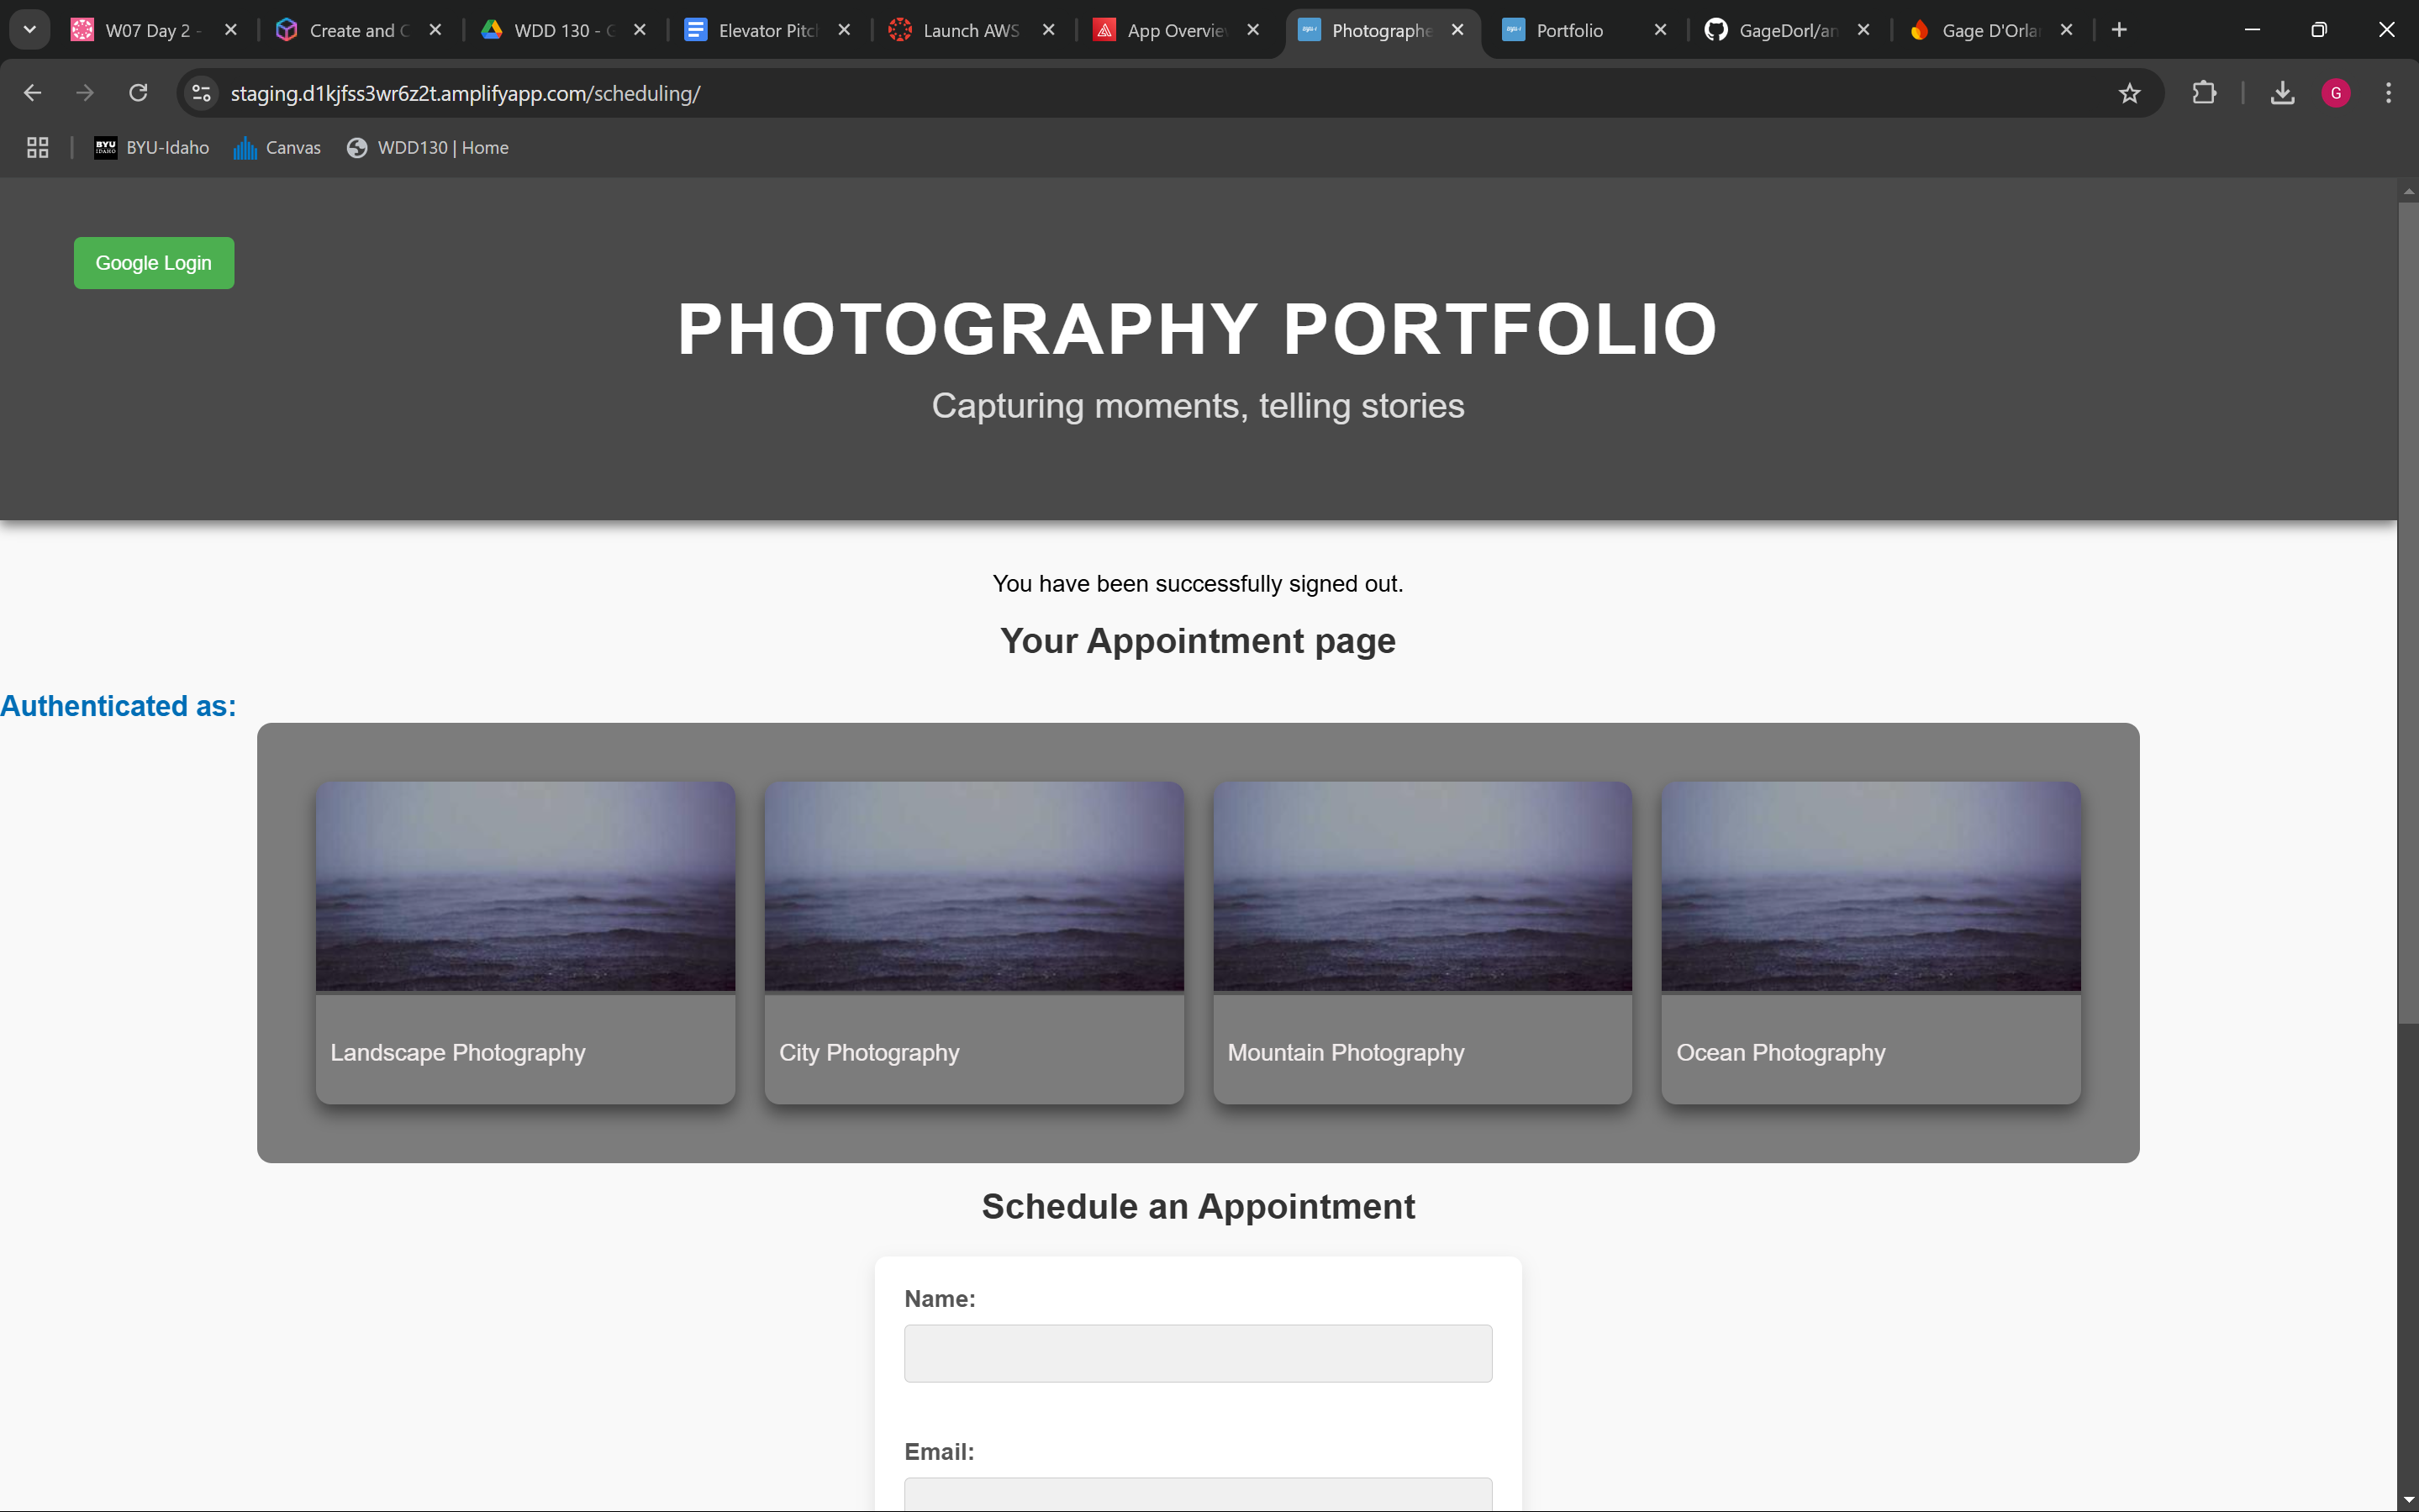 W07 Day 2 -
Create and C
WDD 130 - G
Elevator Pitc
Launch AWS
App Overvie
Photographe
Portfolio
GageDorl/an
Gage D'Orla
staging.d1kjfss3wr6z2t.amplifyapp.com/scheduling/
G
BYU-Idaho
Canvas
WDD130 | Home
Google Login
PHOTOGRAPHY PORTFOLIO
Capturing moments, telling stories
You have been successfully signed out.
Your Appointment page
Authenticated as:
Landscape Photography
City Photography
Mountain Photography
Ocean Photography
Schedule an Appointment
Name:
Email: